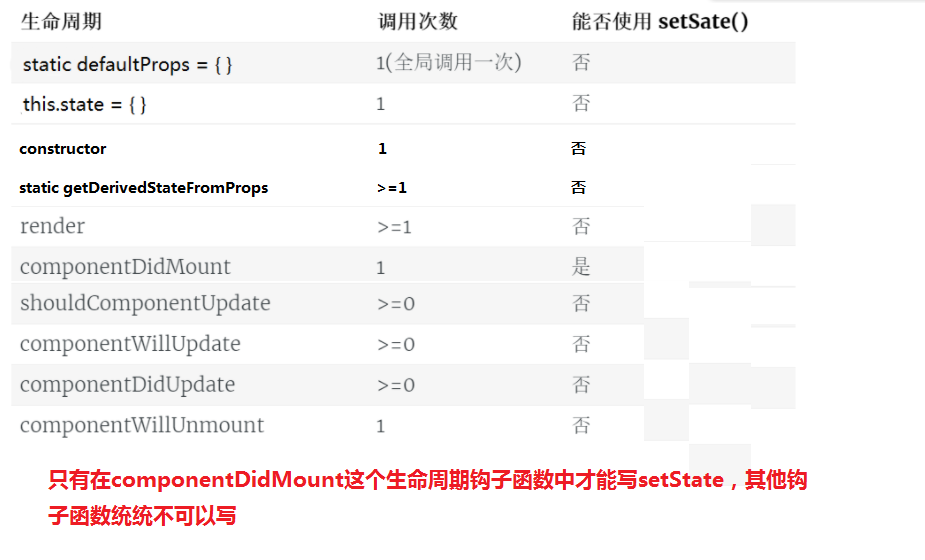 生命周期 调用次数 能否使用 setSate()
static defaultProps = { } 1(全局调用一次) 否
this.state = { } 1 否
constructor 1 否
static getDerivedStateFromProps >=1 否
render >=1 否
componentDidMount 1 是
shouldComponentUpdate >=0 否
componentWillUpdate >=0 否
componentDidUpdate >=0 否
componentWillUnmount 1 否
只有在componentDidMount这个生命周期钩子函数中才能写setState，其他钩
子函数统统不可以写